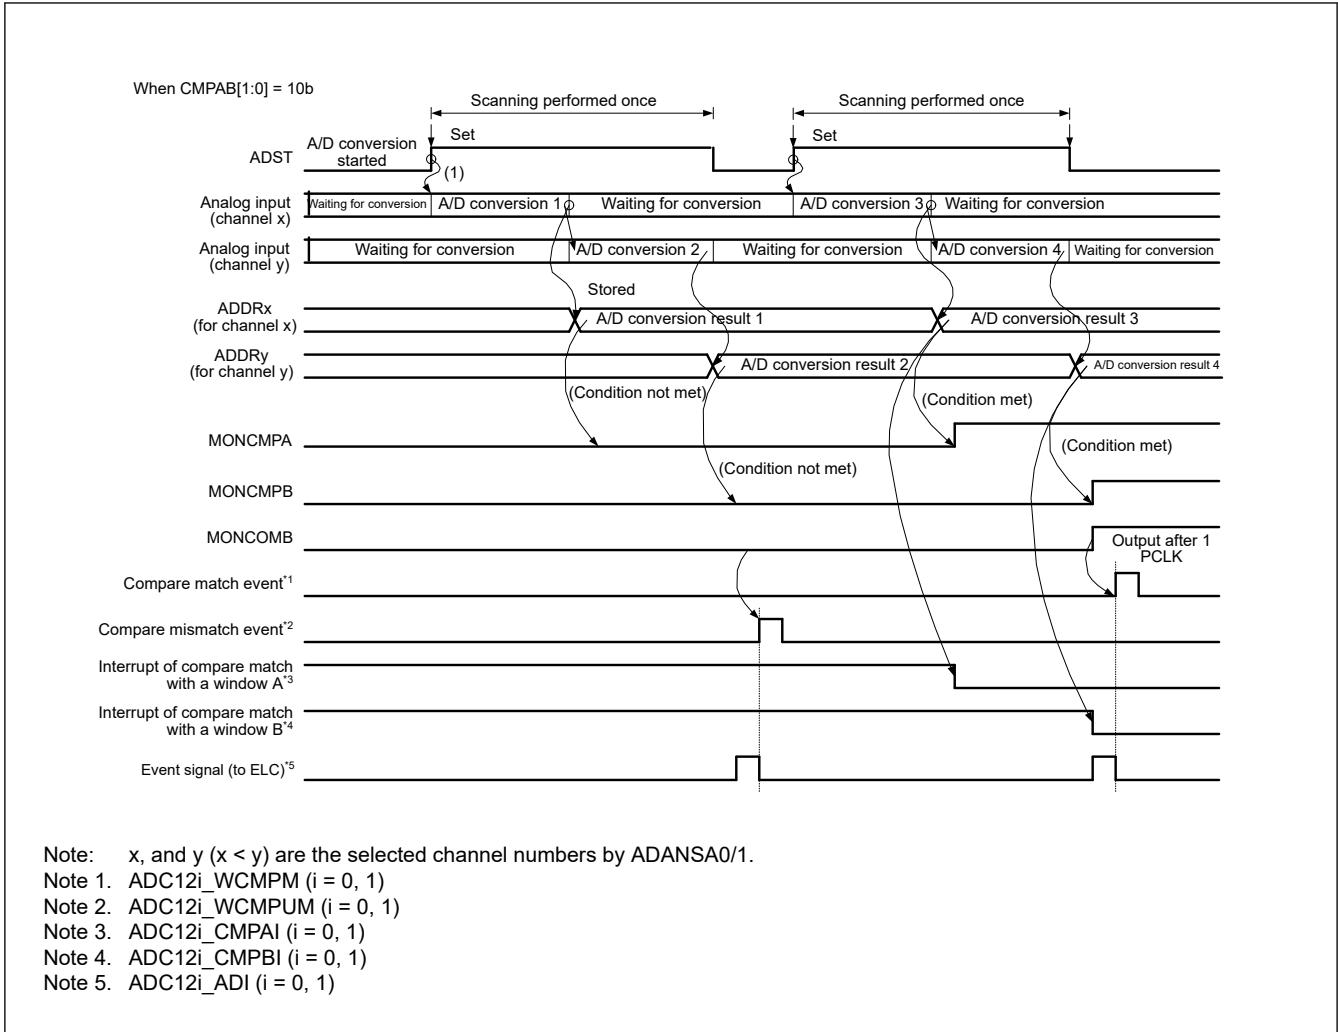 When CMPAB[1:0] = 10b
Scanning performed once
Scanning performed once
A/D conversion
started
Set
Set
ADST
(1)
Analog input
(channel x)
Waiting for conversion
A/D conversion 1
Waiting for conversion
A/D conversion 3
Waiting for conversion
Analog input
(channel y)
Waiting for conversion
A/D conversion 2
Waiting for conversion
A/D conversion 4
Waiting for conversion
Stored
ADDRx
(for channel x)
A/D conversion result 1
A/D conversion result 3
ADDRy
(for channel y)
A/D conversion result 2
A/D conversion result 4
(Condition not met)
(Condition met)
MONCMPA
(Condition met)
(Condition not met)
MONCMPB
MONCOMB
Output after 1
PCLK
Compare match event*1
Compare mismatch event*2
Interrupt of compare match
with a window A*3
Interrupt of compare match
with a window B*4
Event signal (to ELC)*5
Note: x, and y (x < y) are the selected channel numbers by ADANSA0/1.
Note 1. ADC12i_WCMPM (i = 0, 1)
Note 2. ADC12i_WCMPUM (i = 0, 1)
Note 3. ADC12i_CMPAI (i = 0, 1)
Note 4. ADC12i_CMPBI (i = 0, 1)
Note 5. ADC12i_ADI (i = 0, 1)